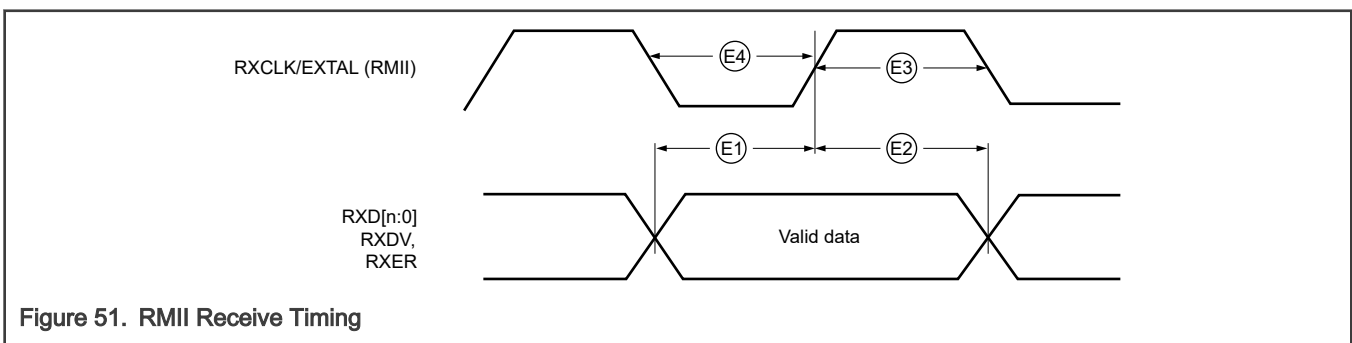 RXCLK/EXTAL (RMII)
E4
E3
E1
E2
RXD[n:0]
RXDV,
RXER
Valid data
Figure 51. RMII Receive Timing